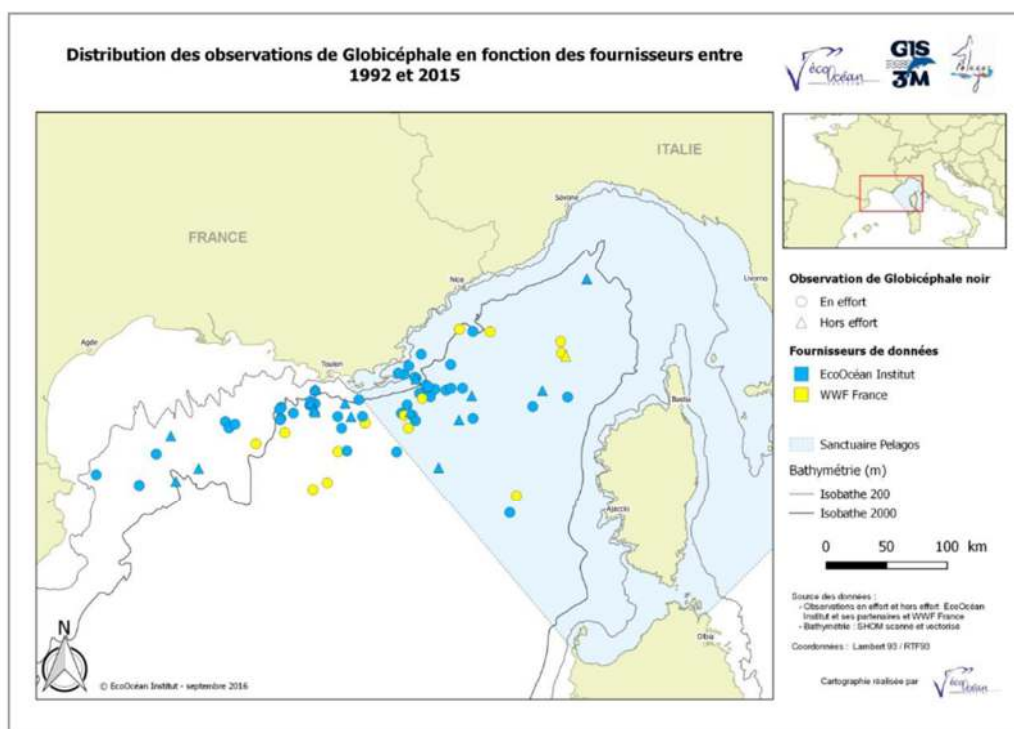 Distribution des observations de Globicéphale en fonction des fournisseurs entre
1992 et 2015
écoOcéan
GIS
3M
Pelagos
ITALIE
FRANCE
Savone
Nice
Livorno
Agde
Toulon
Bastia
Ajaccio
Olbia
N
© EcoOcéan Institut - septembre 2016
Observation de Globicéphale noir
En effort
Hors effort
Fournisseurs de données
EcoOcéan Institut
WWF France
Sanctuaire Pelagos
Bathymétrie (m)
Isobathe 200
Isobathe 2000
0 50 100 km
Source des données :
- Observations en effort et hors effort EcoOcéan
Institut et ses partenaires et WWF France
- Bathymétrie : SHOM scanné et vectorisé
Coordonnées : Lambert 93 / RTF93
Cartographie réalisée par
écoOcéan